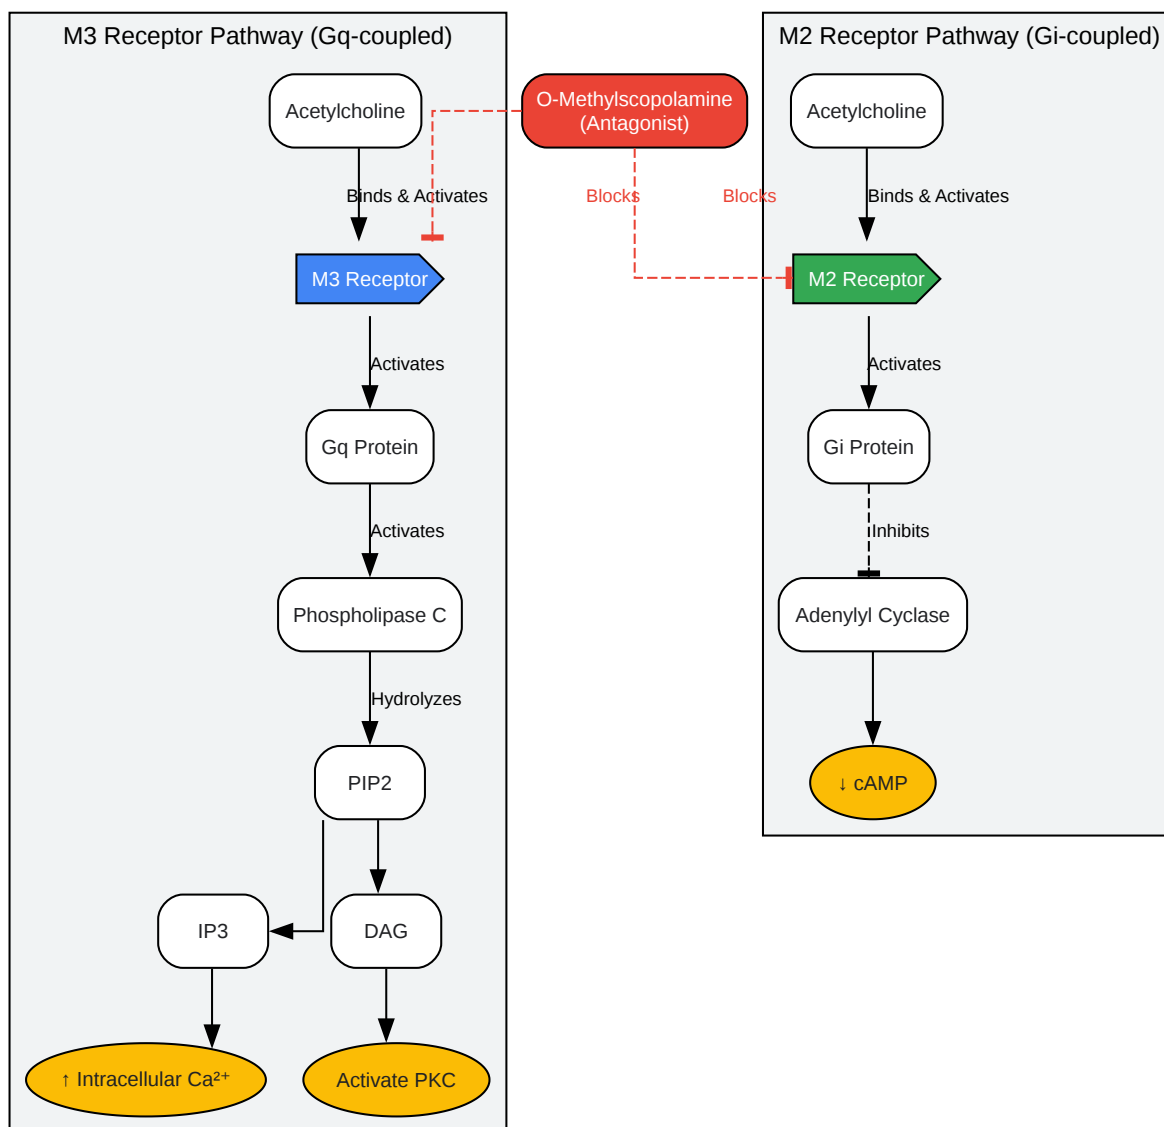 M3 Receptor Pathway (Gq-coupled)
M2 Receptor Pathway (Gi-coupled)
Acetylcholine
O-Methylscopolamine
(Antagonist)
Acetylcholine
Binds & Activates
Blocks
Blocks
Binds & Activates
M3 Receptor
M2 Receptor
Activates
Activates
Gq Protein
Gi Protein
Activates
Inhibits
Phospholipase C
Adenylyl Cyclase
Hydrolyzes
PIP2
↓ cAMP
IP3
DAG
↑ Intracellular Ca²⁺
Activate PKC